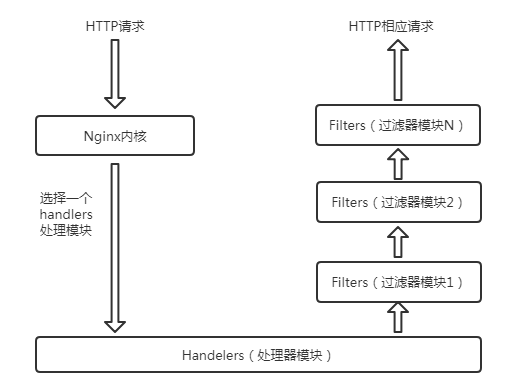 HTTP请求
Nginx内核
选择一个
handlers
处理模块
Handelers（处理器模块）
Filters（过滤器模块1）
Filters（过滤器模块2）
Filters（过滤器模块N）
HTTP相应请求